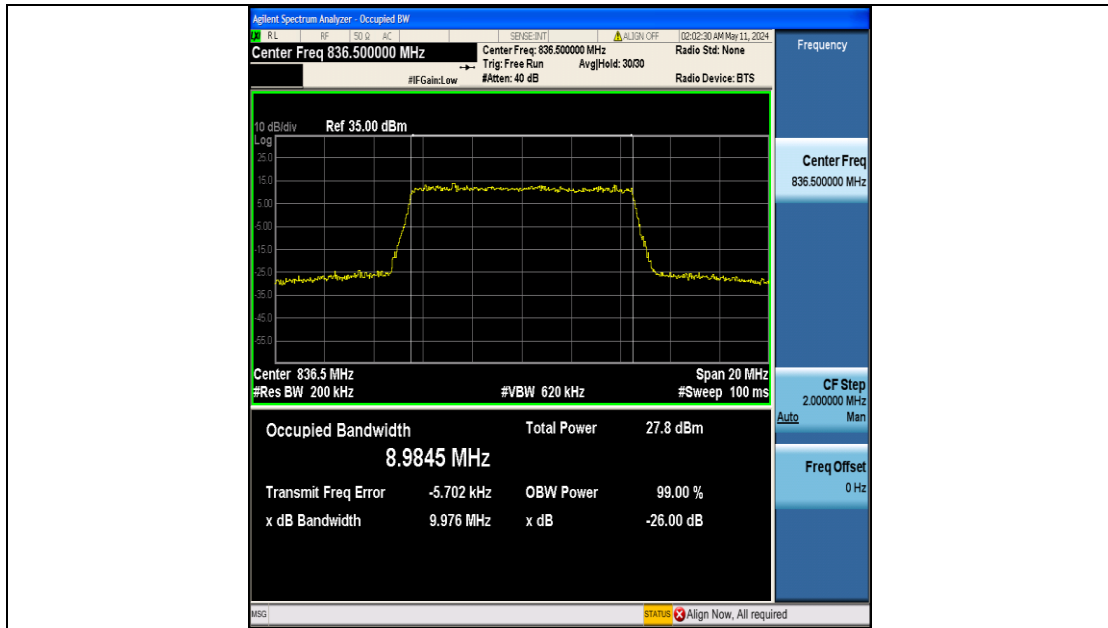 Agilent Spectrum Analyzer - Occupied BW
RL RF 50 Ω AC SENSE:INT ALIGN OFF 02:02:30 AM May 11, 2024
Center Freq 836.500000 MHz
Center Freq: 836.500000 MHz
Radio Std: None
Trig: Free Run Avg|Hold: 30/30
#IFGain:Low
#Atten: 40 dB
Radio Device: BTS
10 dB/div Ref 35.00 dBm
Log
25.0
15.0
5.00
-5.00
-15.0
-25.0
-35.0
-45.0
-55.0
Center 836.5 MHz Span 20 MHz
#Res BW 200 kHz #VBW 620 kHz #Sweep 100 ms
Occupied Bandwidth Total Power 27.8 dBm
8.9845 MHz
Transmit Freq Error -5.702 kHz OBW Power 99.00 %
x dB Bandwidth 9.976 MHz x dB -26.00 dB
MSG STATUS Align Now, All required
Frequency
Center Freq
836.500000 MHz
CF Step
2.000000 MHz
Auto Man
Freq Offset
0 Hz